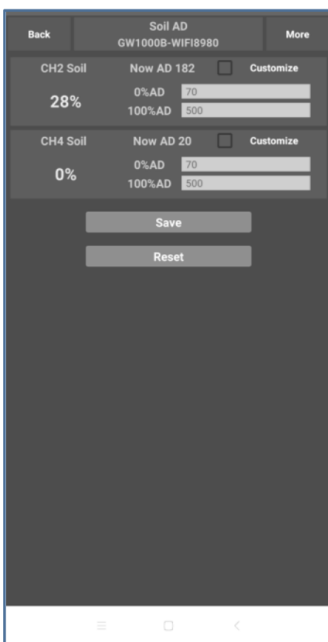 Back Soil AD More
GW1000B-WIFI8980
CH2 Soil Now AD 182 Customize
28% 0%AD 70
100%AD 500
CH4 Soil Now AD 20 Customize
0% 0%AD 70
100%AD 500
Save
Reset